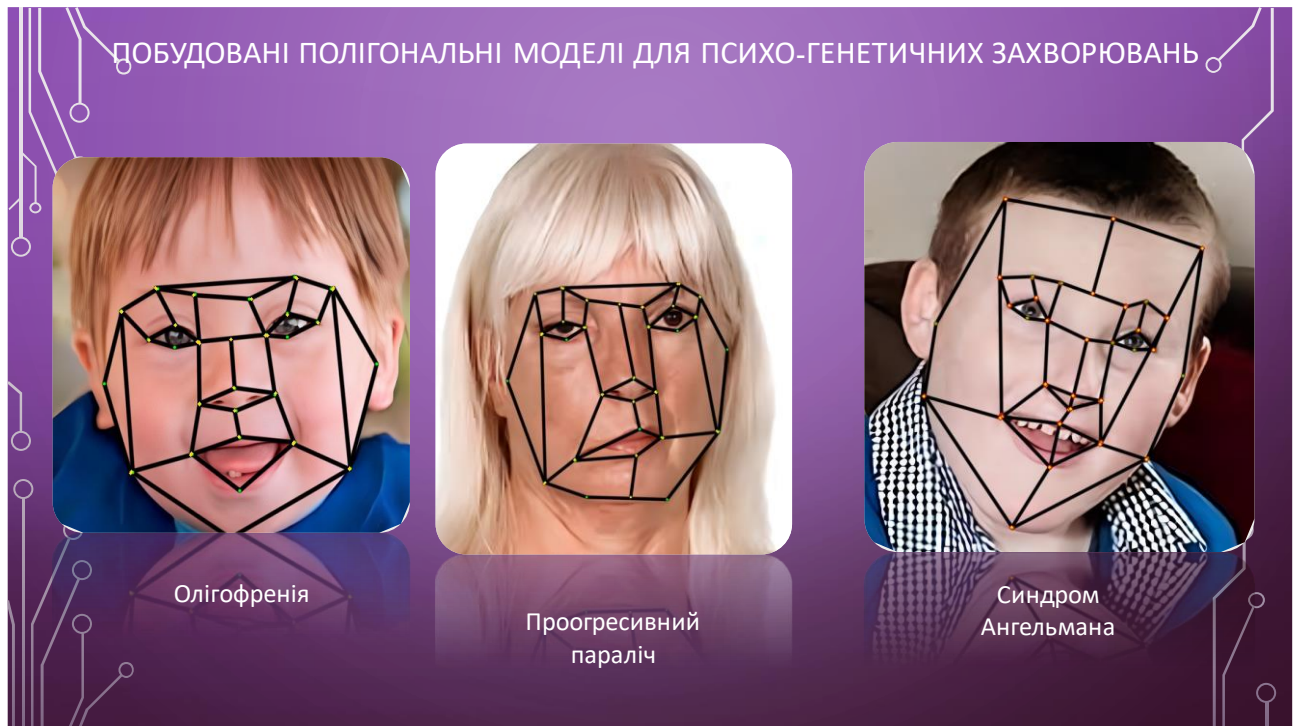 ПОБУДОВАНІ ПОЛІГОНАЛЬНІ МОДЕЛІ ДЛЯ ПСИХО-ГЕНЕТИЧНИХ ЗАХВОРЮВАНЬ
Олігофренія
Проогресивний
параліч
Синдром
Ангельмана